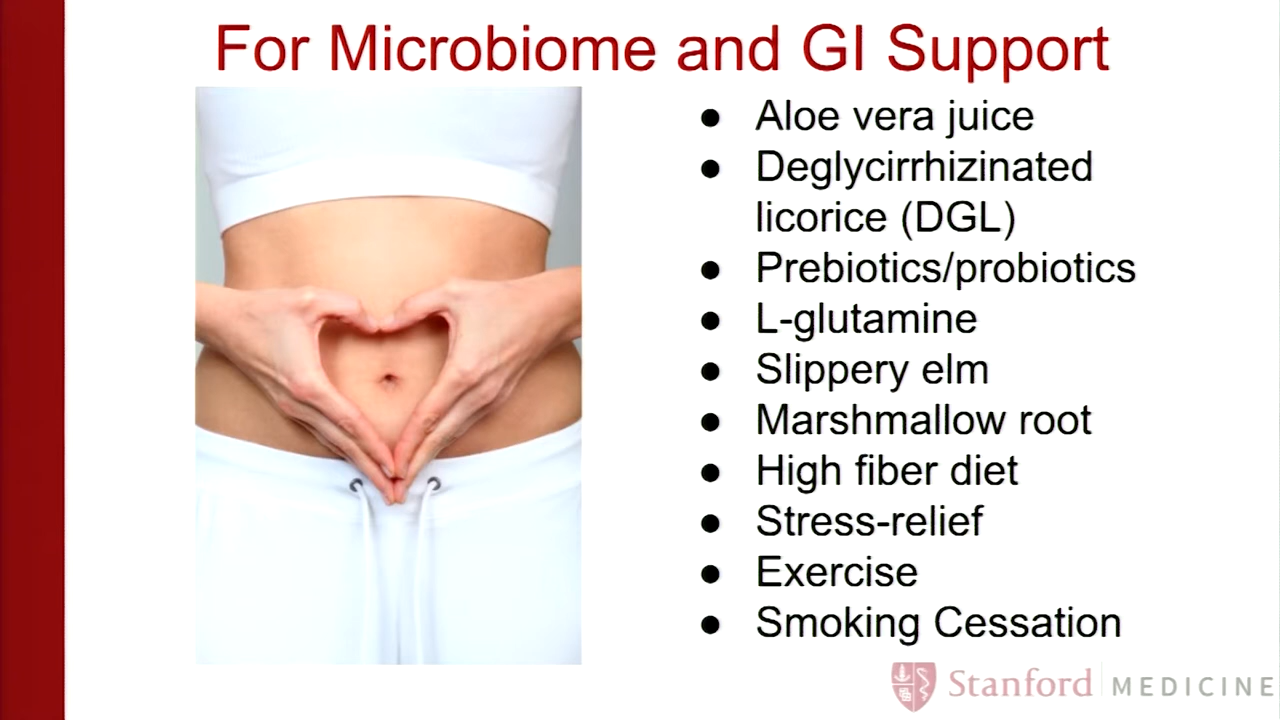 For Microbiome and GI Support
● Aloe vera juice
● Deglycirrhizinated
licorice (DGL)
● Prebiotics/probiotics
● L-glutamine
● Slippery elm
● Marshmallow root
● High fiber diet
● Stress-relief
● Exercise
● Smoking Cessation
Stanford MEDICINE